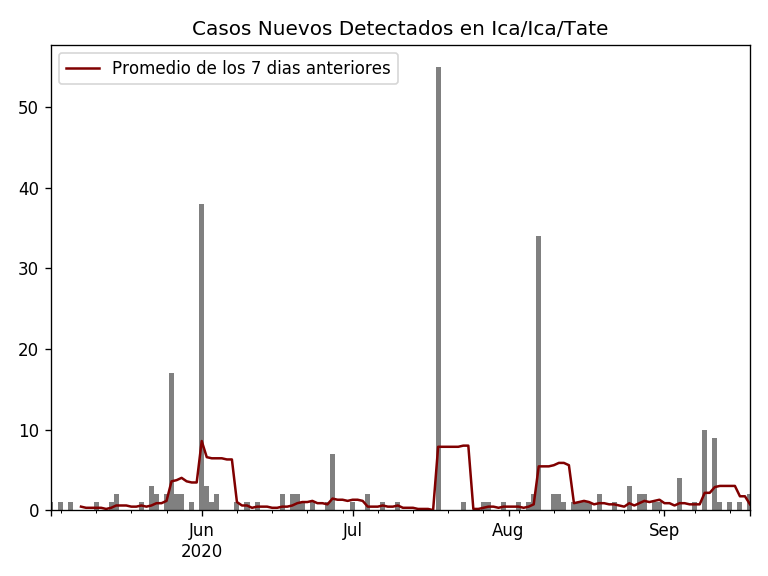 Casos Nuevos Detectados en Ica/Ica/Tate
Promedio de los 7 dias anteriores
50
40
30
20
10
0
Jun Jul Aug Sep
2020